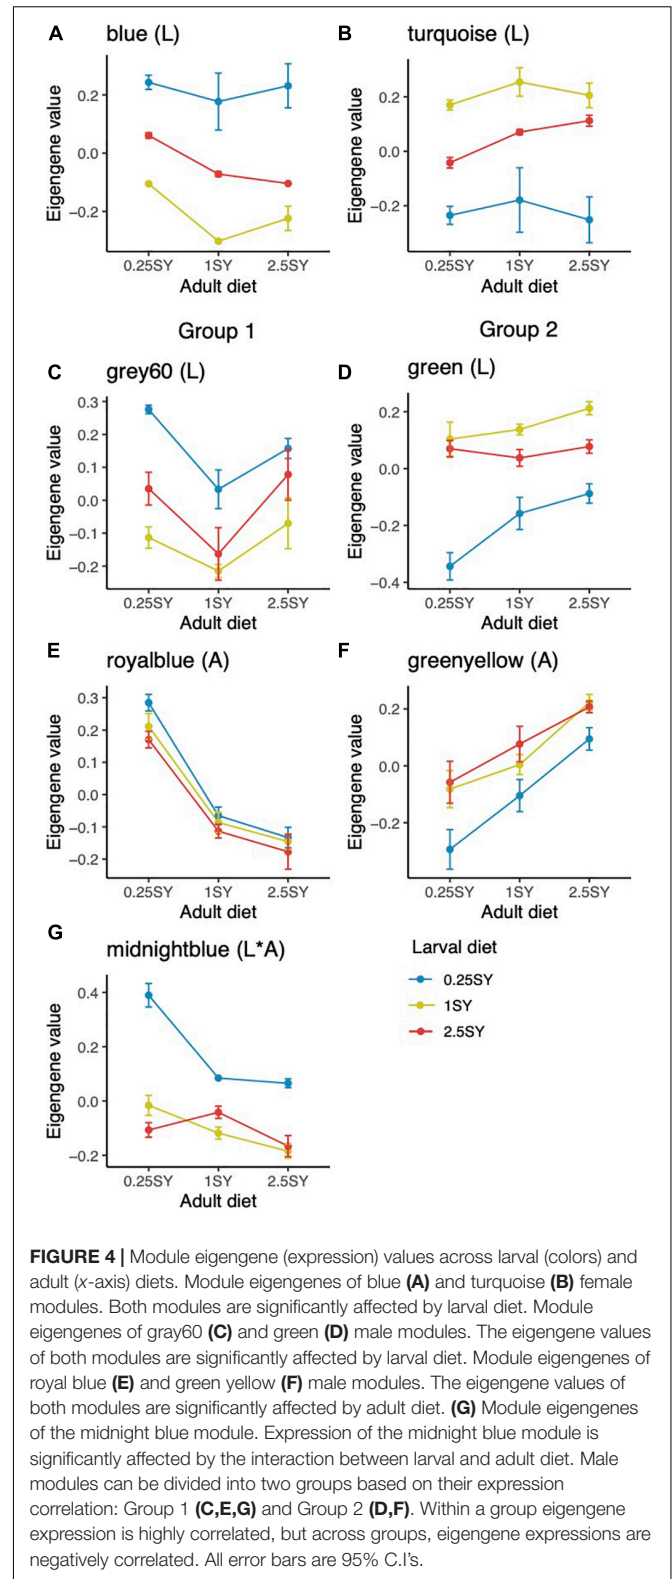 A blue (L)
Eigengene value
0.2
0.0
−0.2
0.25SY 1SY 2.5SY
Adult diet
B turquoise (L)
Eigengene value
0.2
0.0
−0.2
0.25SY 1SY 2.5SY
Adult diet
Group 1
Group 2
C grey60 (L)
Eigengene value
0.3
0.2
0.1
0.0
−0.1
−0.2
0.25SY 1SY 2.5SY
Adult diet
D green (L)
Eigengene value
0.2
0.0
−0.2
−0.4
0.25SY 1SY 2.5SY
Adult diet
E royalblue (A)
Eigengene value
0.3
0.2
0.1
0.0
−0.1
−0.2
0.25SY 1SY 2.5SY
Adult diet
F greenyellow (A)
Eigengene value
0.2
0.0
−0.2
0.25SY 1SY 2.5SY
Adult diet
G midnightblue (L*A)
Eigengene value
0.4
0.2
0.0
−0.2
0.25SY 1SY 2.5SY
Adult diet
Larval diet
0.25SY
1SY
2.5SY
FIGURE 4 | Module eigengene (expression) values across larval (colors) and
adult (x-axis) diets. Module eigengenes of blue (A) and turquoise (B) female
modules. Both modules are significantly affected by larval diet. Module
eigengenes of gray60 (C) and green (D) male modules. The eigengene values
of both modules are significantly affected by larval diet. Module eigengenes of
royal blue (E) and green yellow (F) male modules. The eigengene values of
both modules are significantly affected by adult diet. (G) Module eigengenes
of the midnight blue module. Expression of the midnight blue module is
significantly affected by the interaction between larval and adult diet. Male
modules can be divided into two groups based on their expression
correlation: Group 1 (C,E,G) and Group 2 (D,F). Within a group eigengene
expression is highly correlated, but across groups, eigengene expressions are
negatively correlated. All error bars are 95% C.I's.